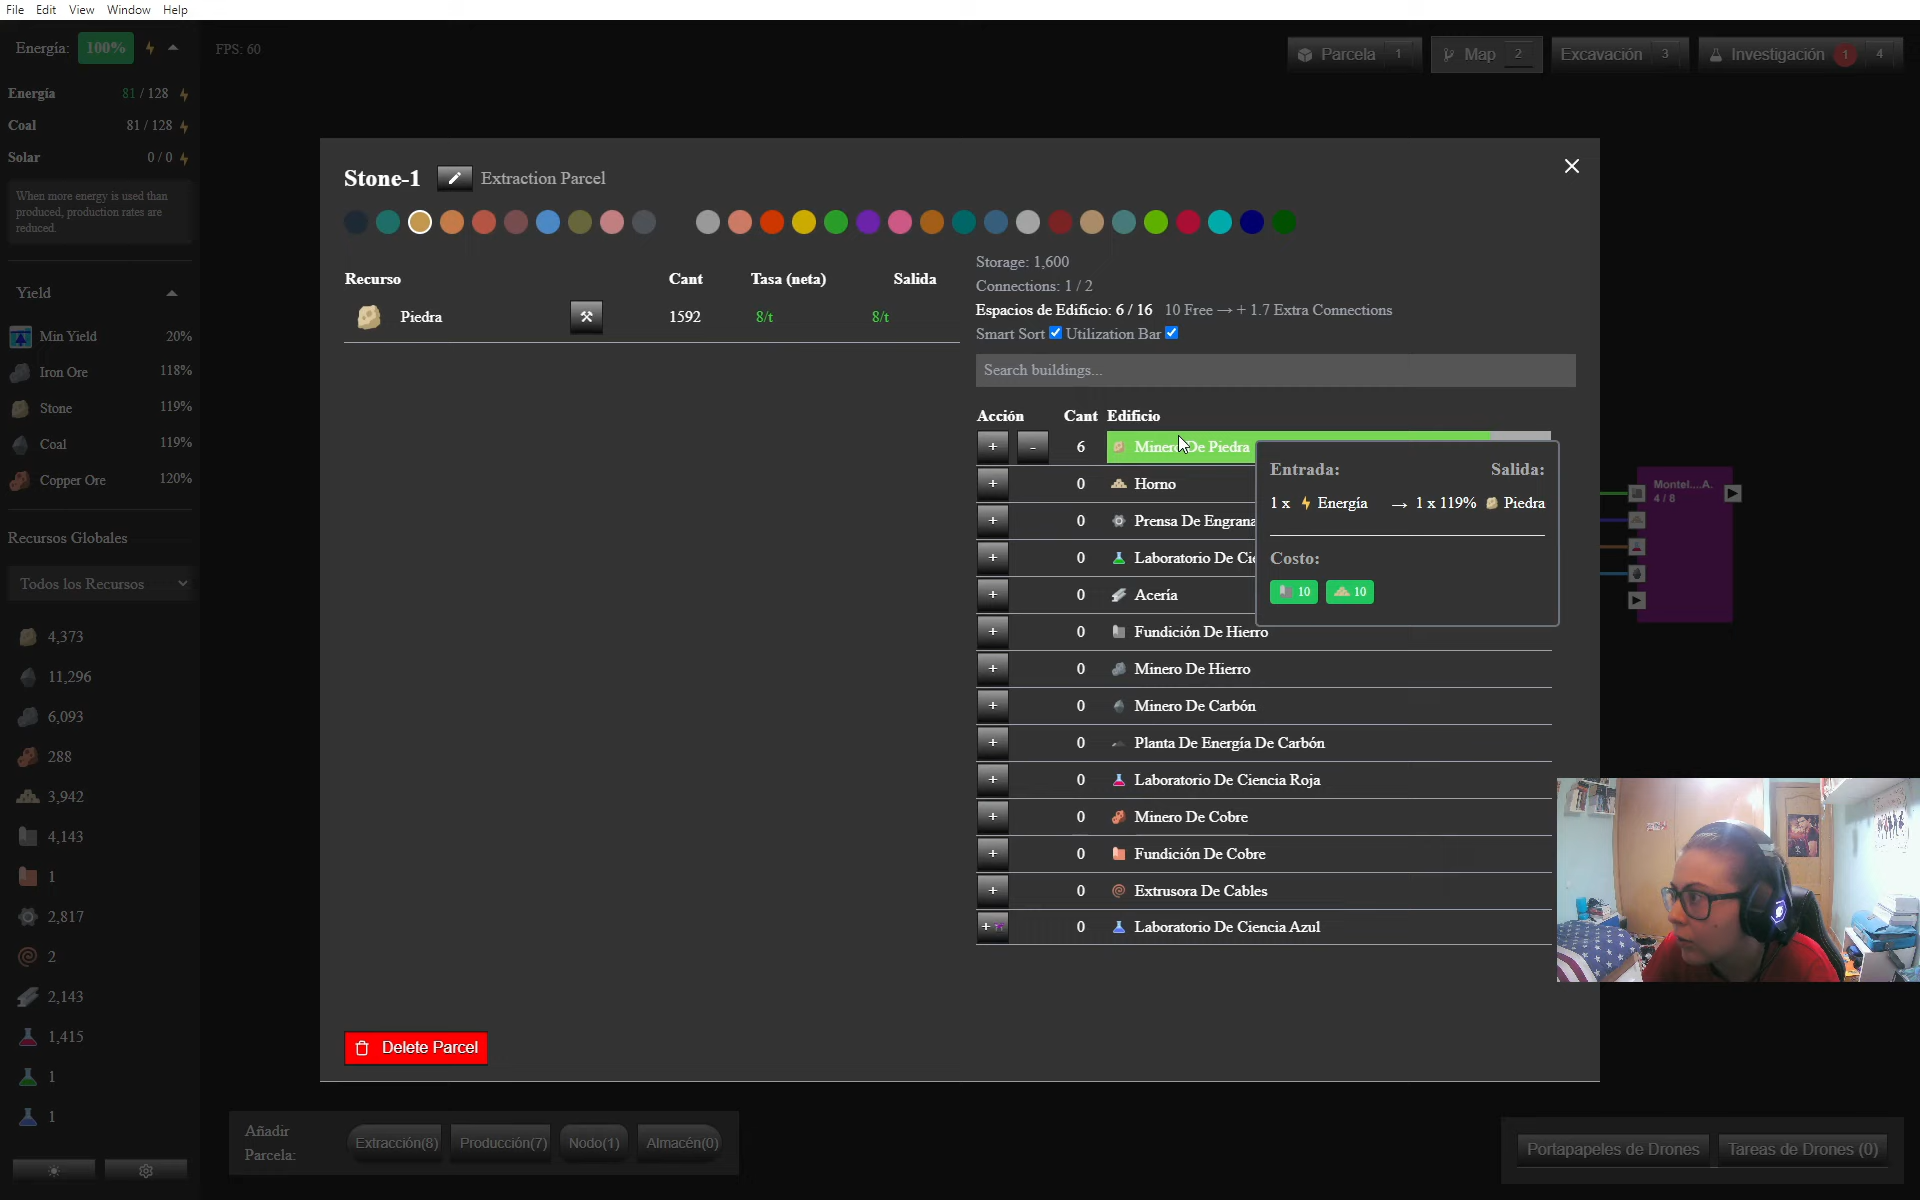 File Edit View Window Help
Energía: 100%
FPS: 60
Parcela 1
Map 2
Excavación 3
Investigación 1 4
Energía 81 / 128
Coal 81 / 128
Solar 0 / 0
When more energy is used than
produced, production rates are
reduced.
Yield
Min Yield 20%
Iron Ore 118%
Stone 119%
Coal 119%
Copper Ore 120%
Recursos Globales
Todos los Recursos
4,373
11,296
6,093
288
3,942
4,143
1
2,817
2
2,143
1,415
1
1
Stone-1 Extraction Parcel
Recurso Cant Tasa (neta) Salida
Piedra 1592 8/t 8/t
Storage: 1,600
Connections: 1 / 2
Espacios de Edificio: 6 / 16 10 Free → + 1.7 Extra Connections
Smart Sort Utilization Bar
Search buildings...
Acción Cant Edificio
+ - 6 Minero De Piedra
+ 0 Horno
+ 0 Prensa De Engrana
+ 0 Laboratorio De Cie
+ 0 Acería
+ 0 Fundición De Hierro
+ 0 Minero De Hierro
+ 0 Minero De Carbón
+ 0 Planta De Energía De Carbón
+ 0 Laboratorio De Ciencia Roja
+ 0 Minero De Cobre
+ 0 Fundición De Cobre
+ 0 Extrusora De Cables
+ 0 Laboratorio De Ciencia Azul
Entrada: Salida:
1 x Energía → 1 x 119% Piedra
Costo:
10 10
Montel....A.
4 / 8
Delete Parcel
Añadir
Parcela:
Extracción(8) Producción(7) Nodo(1) Almacén(0)
Portapapeles de Drones Tareas de Drones (0)